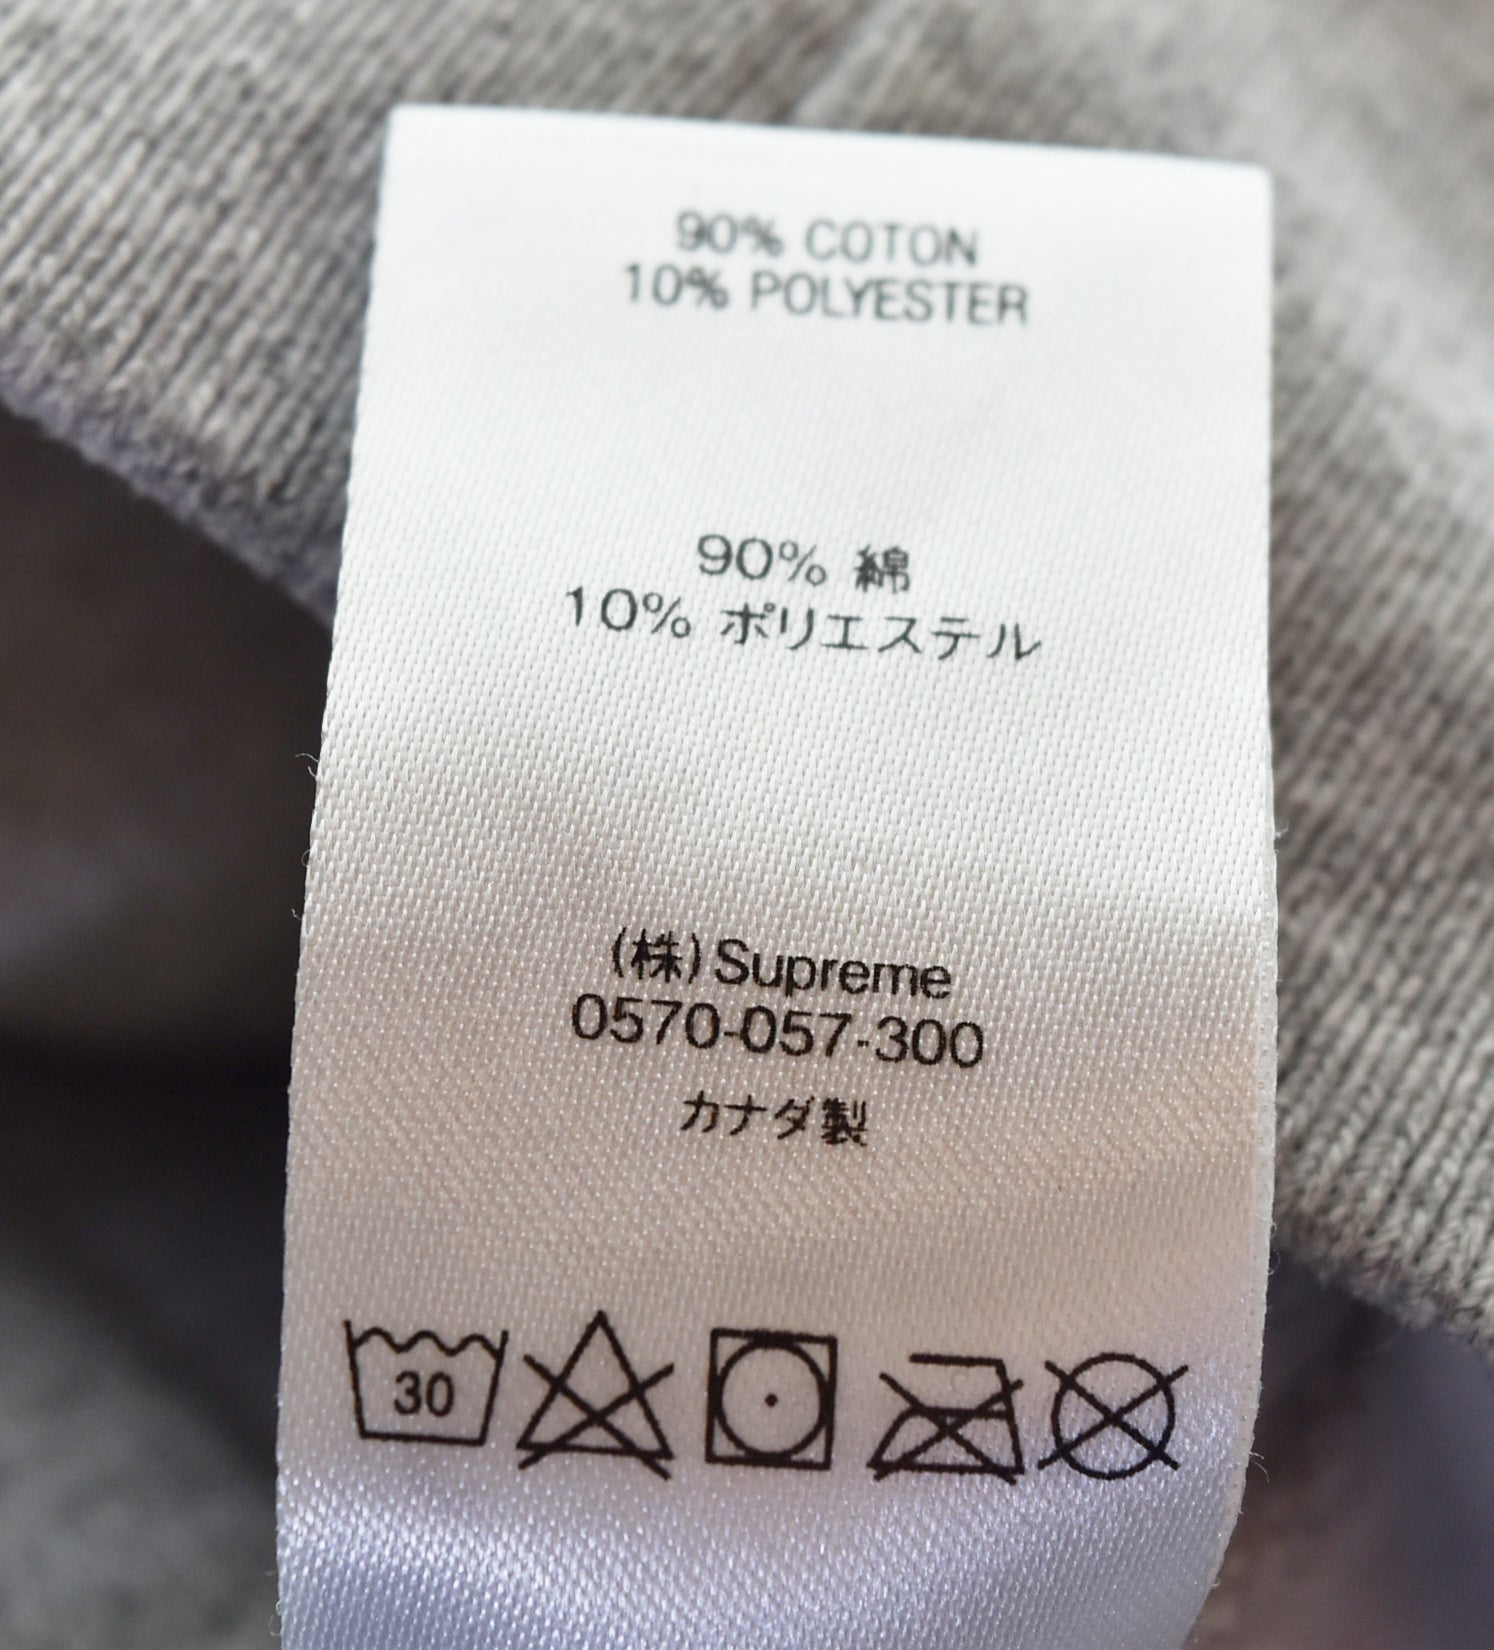 90% COTON
10% POLYESTER
90% 綿
10% ポリエステル
(株)Supreme
0570-057-300
カナダ製
30